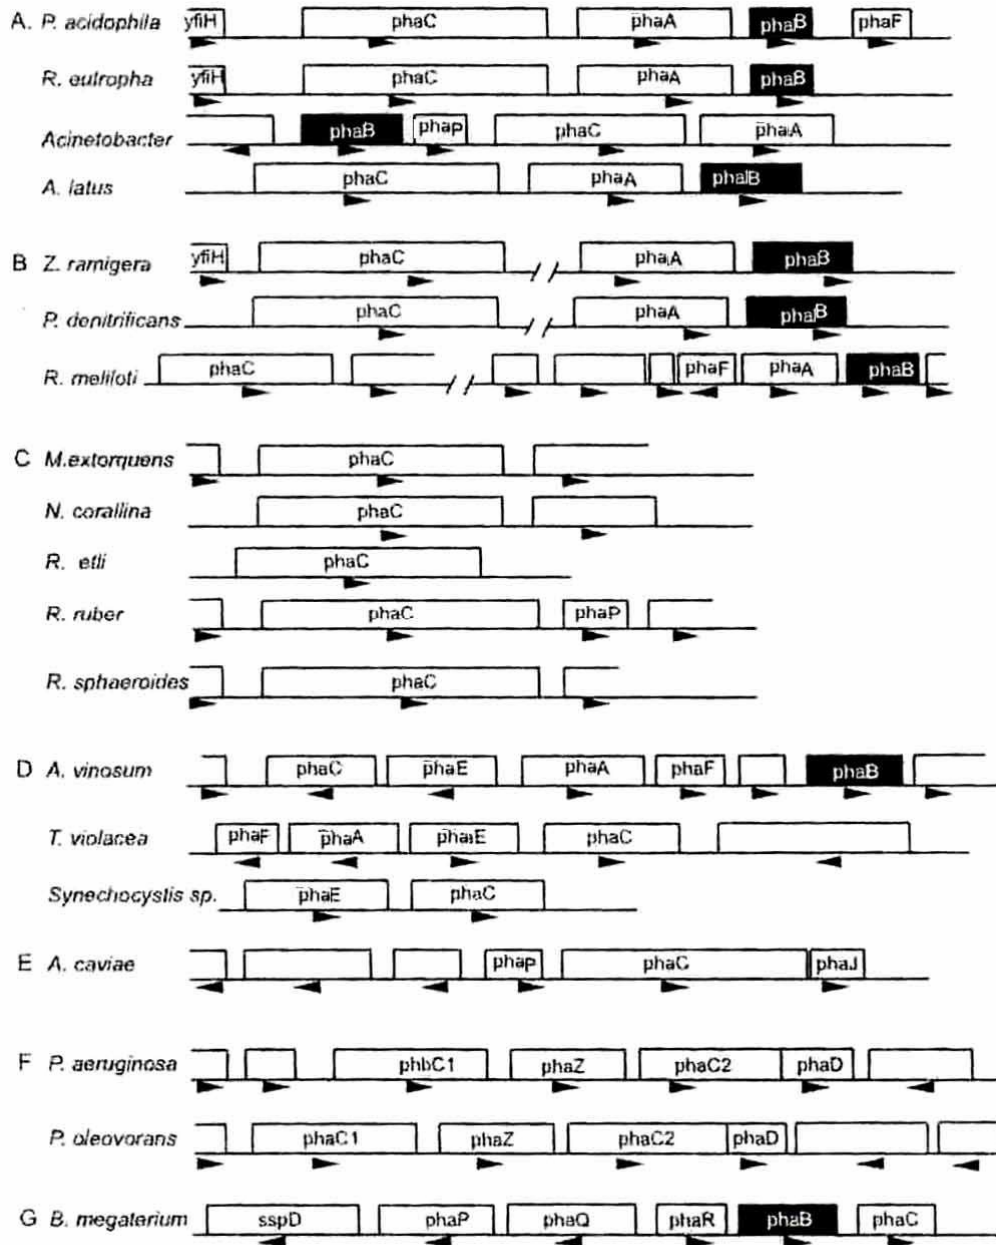 A. P. acidophila yfiH phaC phaA phaB phaF
R. eutropha yfiH phaC phaA phaB
Acinetobacter phaB phaP phaC phaA
A. latus phaC phaA phaB
B Z. ramigera yfiH phaC phaA phaB
P. denitrificans phaC phaA phaB
R. meliloti phaC phaF phaA phaB
C M.extorquens phaC
N. corallina phaC
R. etli phaC
R. ruber phaC phaP
R. sphaeroides phaC
D A. vinosum phaC phaE phaA phaF phaB
T. violacea phaF phaA phaE phaC
Synechocystis sp. phaE phaC
E A. caviae phaP phaC phaJ
F P. aeruginosa phbC1 phaZ phaC2 phaD
P. oleovorans phaC1 phaZ phaC2 phaD
G B. megaterium sspD phaP phaQ phaR phaB phaC